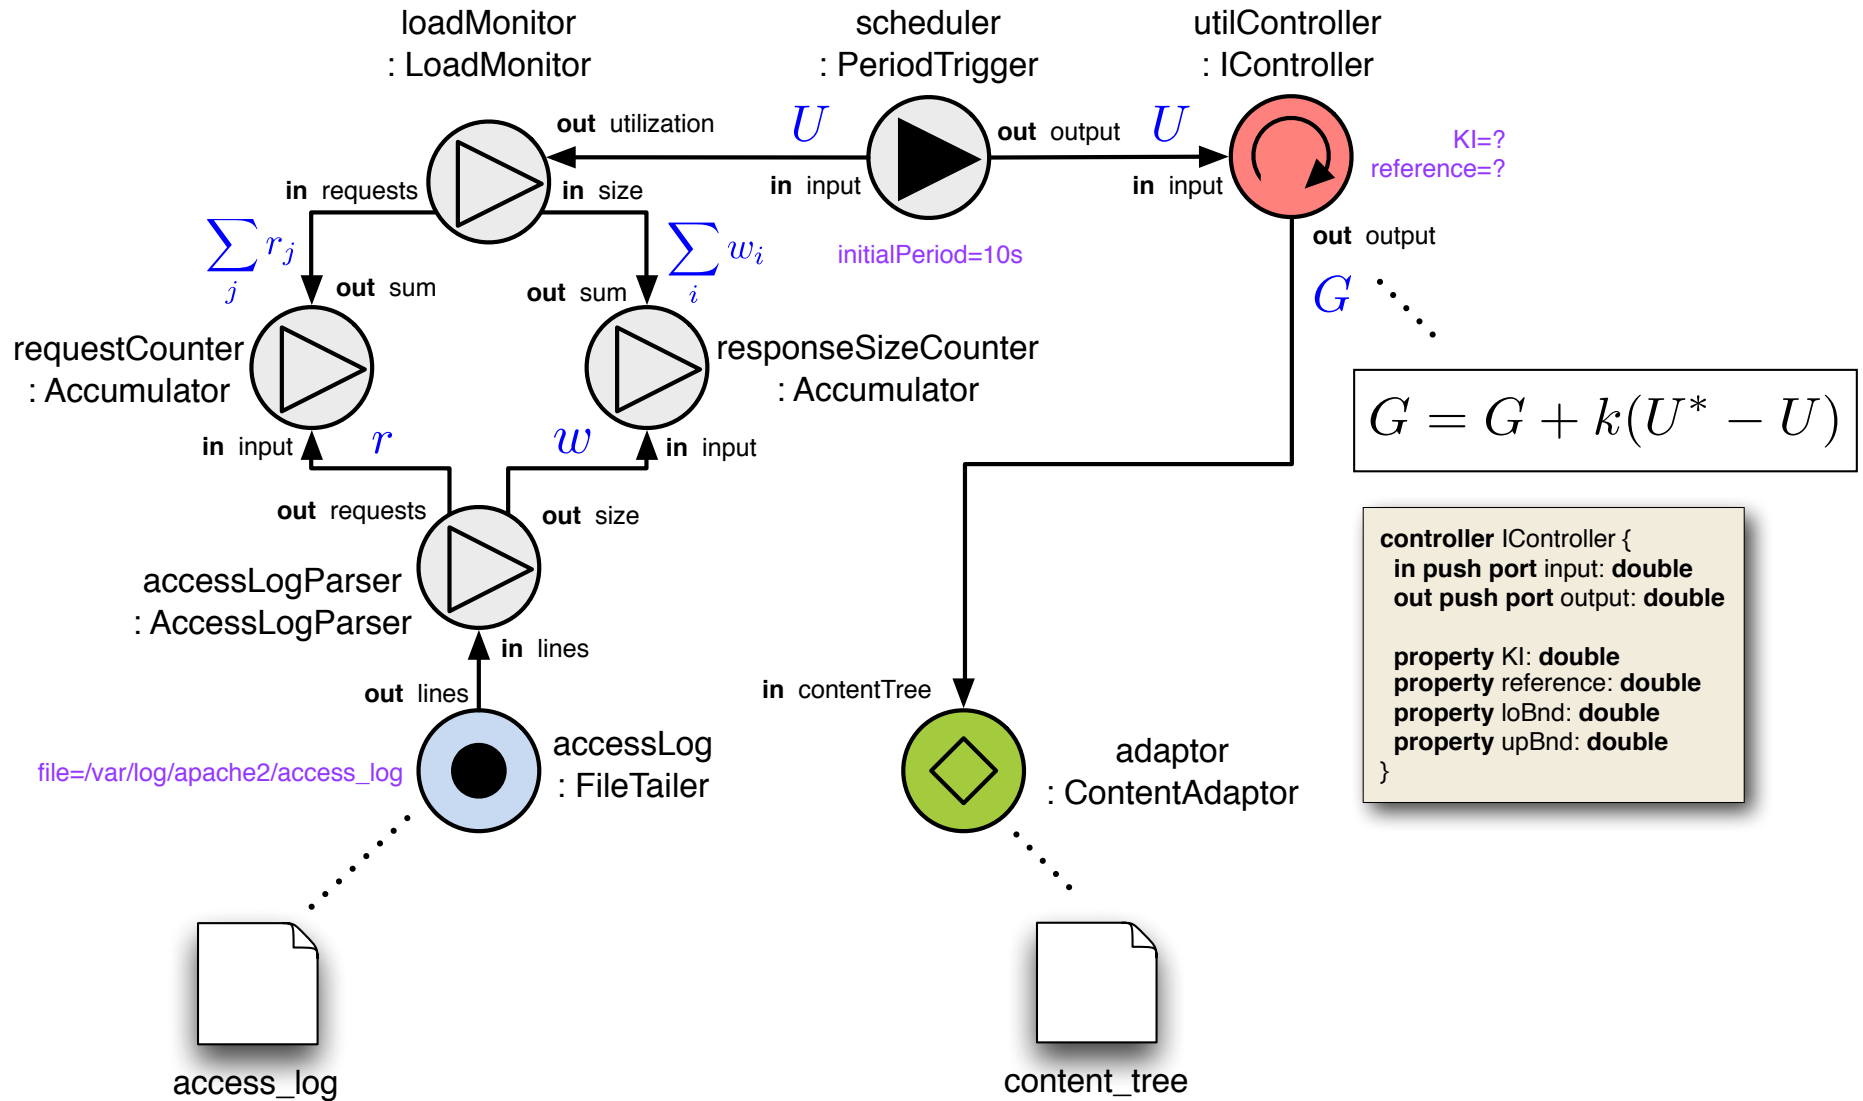 loadMonitor
: LoadMonitor
scheduler
: PeriodTrigger
utilController
: IController
out utilization
U
out output
U
KI=?
reference=?
in requests
in size
in input
in input
initialPeriod=10s
out output
G
∑ r_j
j
∑ w_i
i
out sum
out sum
requestCounter
: Accumulator
responseSizeCounter
: Accumulator
G = G + k(U* − U)
in input
r
w
in input
out requests
out size
accessLogParser
: AccessLogParser
in lines
out lines
controller IController {
in push port input: double
out push port output: double
property KI: double
property reference: double
property loBnd: double
property upBnd: double
}
in contentTree
file=/var/log/apache2/access_log
accessLog
: FileTailer
adaptor
: ContentAdaptor
access_log
content_tree